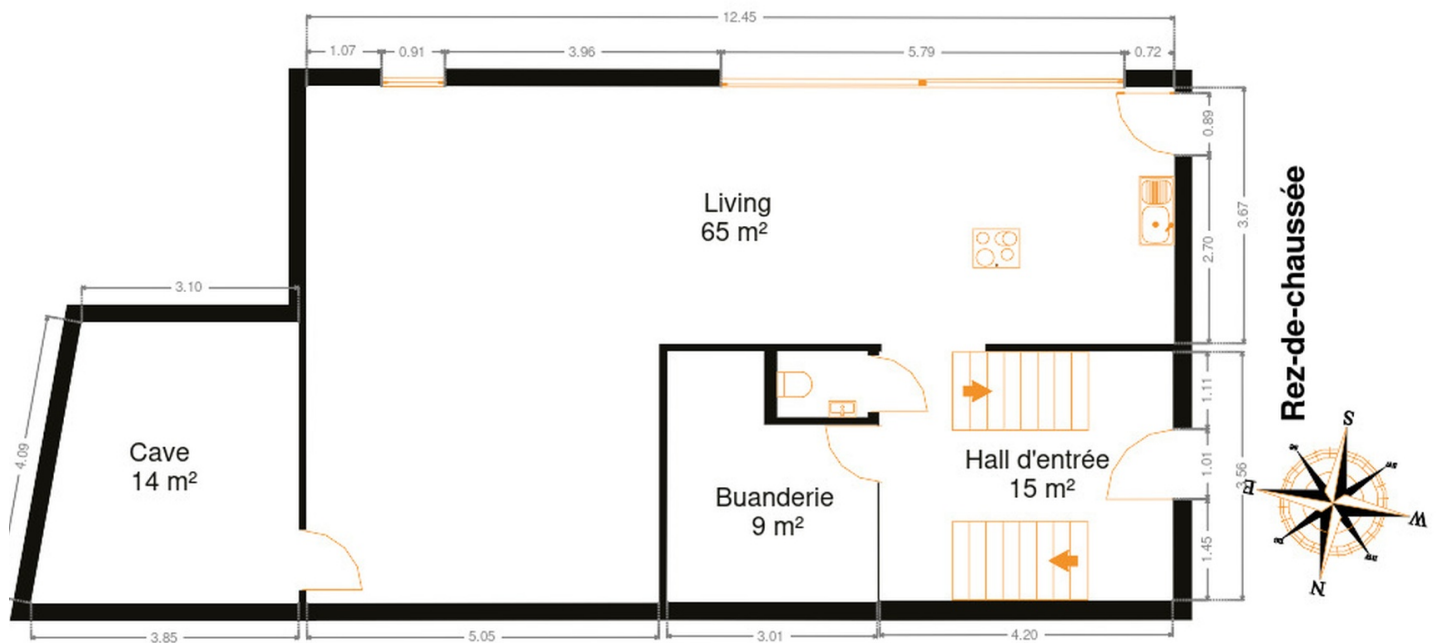 12.45
1.07
0.91
3.96
5.79
0.72
0.89
3.67
2.70
Living
65 m²
Rez-de-chaussée
3.10
4.09
Cave
14 m²
Buanderie
9 m²
Hall d'entrée
15 m²
1.11
1.01
3.56
1.45
S
E
W
N
3.85
5.05
3.01
4.20